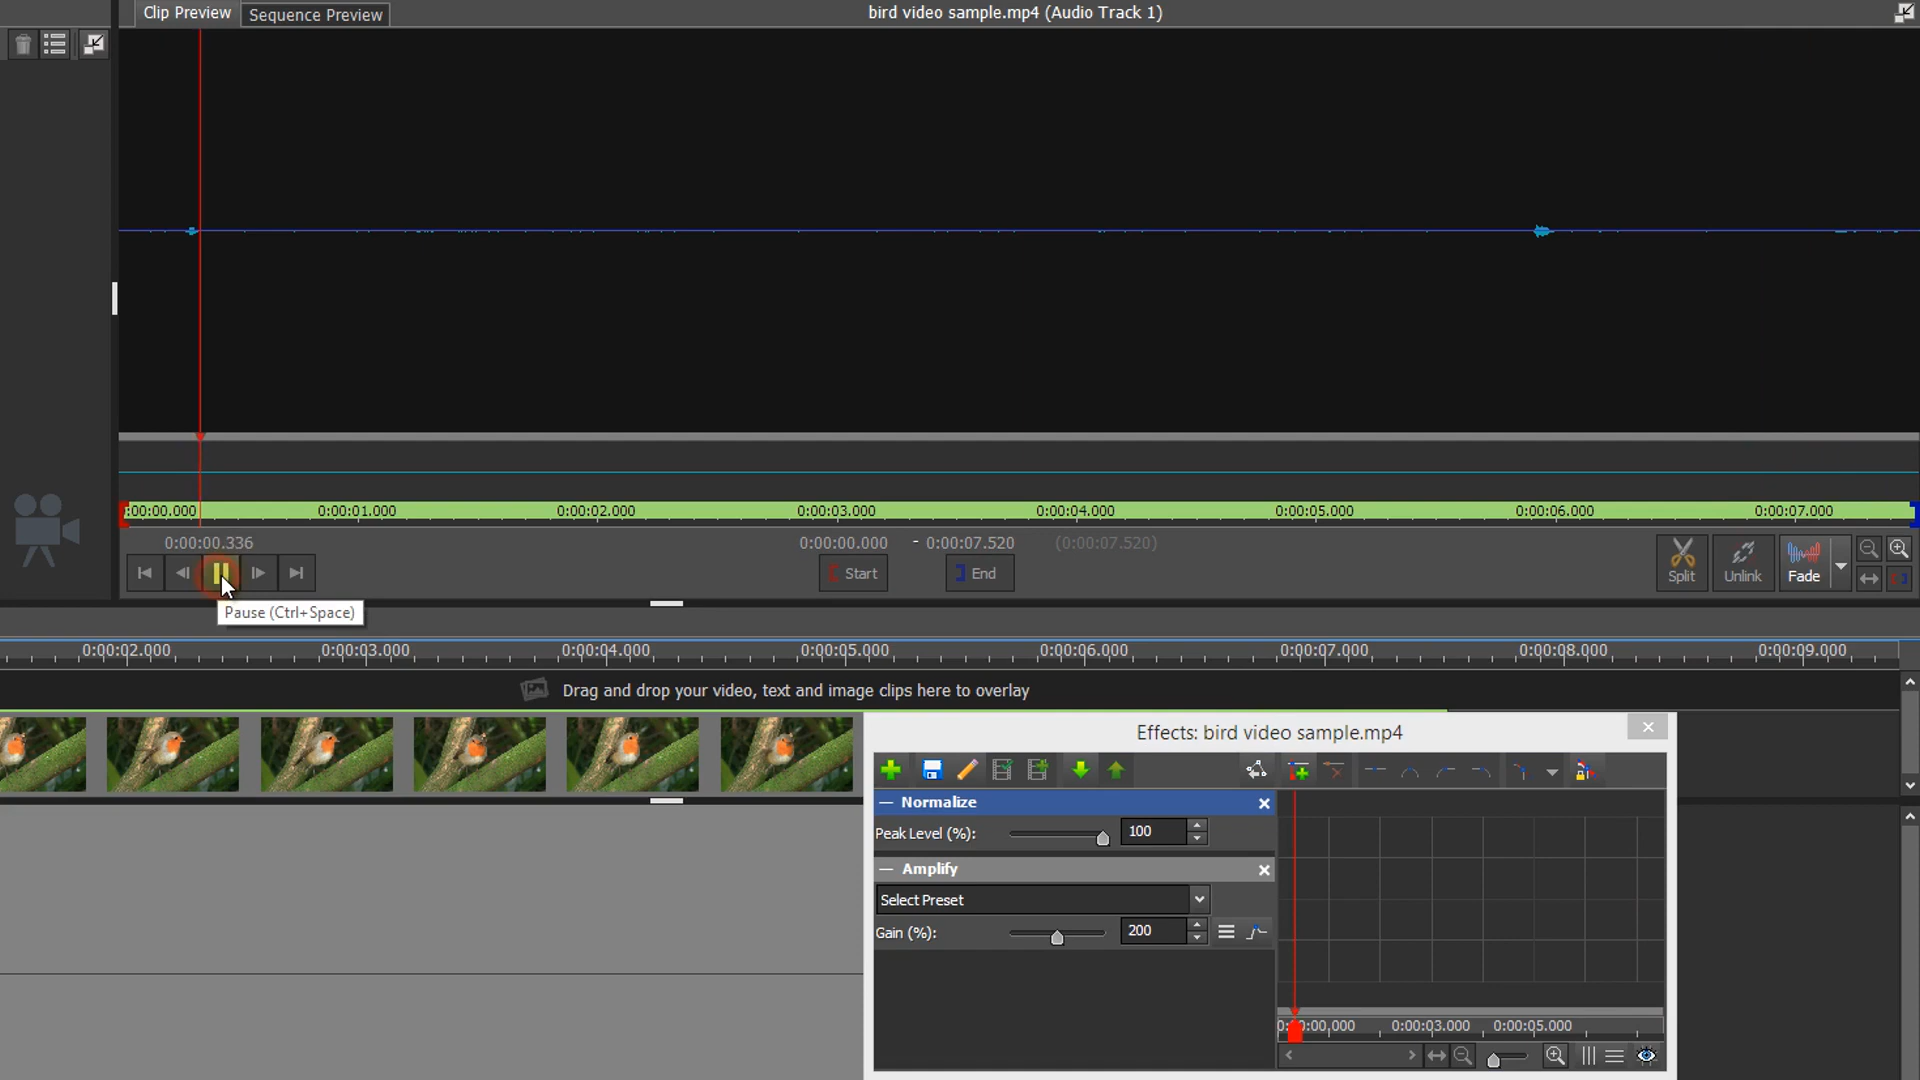 Clip Preview
Sequence Preview
bird video sample.mp4 (Audio Track 1)
:00:00.000
0:00:01.000
0:00:02.000
0:00:03.000
0:00:04.000
0:00:05.000
0:00:06.000
0:00:07.000
0:00:00.336
0:00:00.000 - 0:00:07.520 (0:00:07.520)
Start
End
Split
Unlink
Fade
Pause (Ctrl+Space)
0:00:02.000
0:00:03.000
0:00:04.000
0:00:05.000
0:00:06.000
0:00:07.000
0:00:08.000
0:00:09.000
Drag and drop your video, text and image clips here to overlay
Effects: bird video sample.mp4
Normalize
Peak Level (%): 100
Amplify
Select Preset
Gain (%): 200
0:00:03.000
0:00:05.000